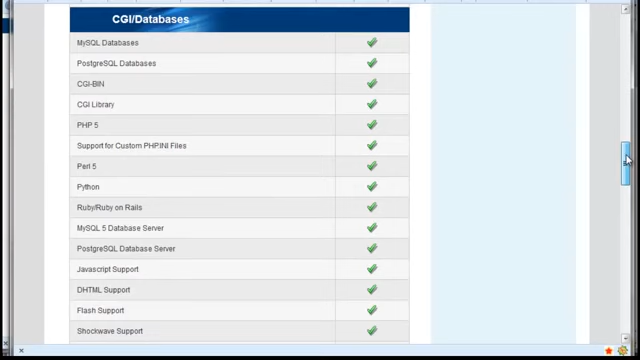 CGI/Databases
MySQL Databases
PostgreSQL Databases
CGI-BIN
CGI Library
PHP 5
Support for Custom PHP.INI Files
Perl 5
Python
Ruby/Ruby on Rails
MySQL 5 Database Server
PostgreSQL Database Server
Javascript Support
DHTML Support
Flash Support
Shockwave Support